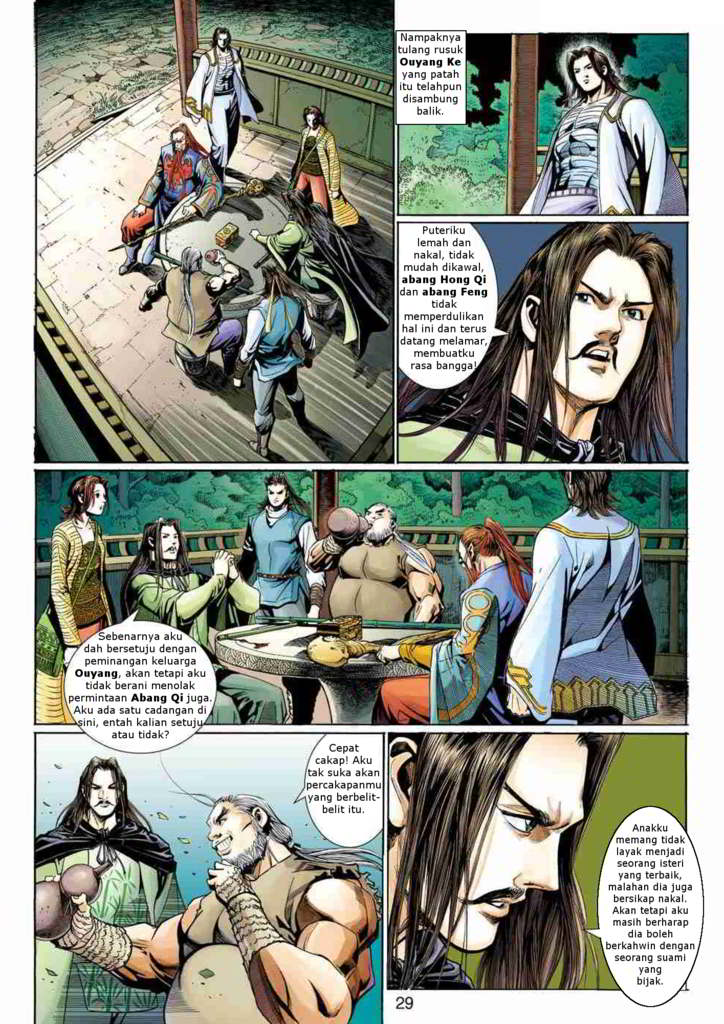 Nampaknya
tulang rusuk
Ouyang Ke
yang patah
itu telahpun
disambung
balik.
Puteriku
lemah dan
nakal, tidak
mudah dikawal,
abang Hong Qi
dan abang Feng
tidak
memperdulikan
hal ini dan terus
datang melamar,
membuatku
rasa bangga!
Sebenarnya aku
dah bersetuju dengan
peminangan keluarga
Ouyang, akan tetapi aku
tidak berani menolak
permintaan Abang Qi juga.
Aku ada satu cadangan di
sini, entah kalian setuju
atau tidak?
Cepat
cakap! Aku
tak suka akan
percakapanmu
yang berbelit-
belit itu.
Anakku
memang tidak
layak menjadi
seorang isteri
yang terbaik,
malahan dia juga
bersikap nakal.
Akan tetapi aku
masih berharap
dia boleh
berkahwin dengan
seorang suami
yang
bijak.
29